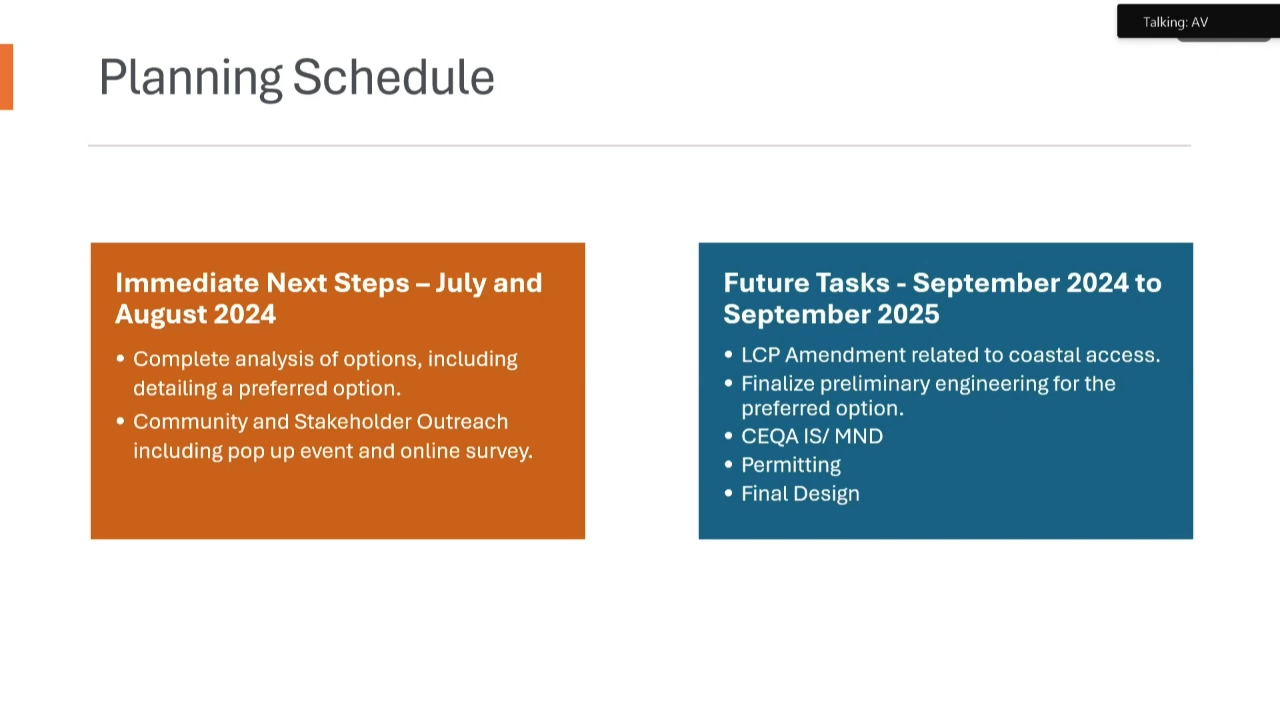 Talking: AV
Planning Schedule
Immediate Next Steps – July and
August 2024
• Complete analysis of options, including
detailing a preferred option.
• Community and Stakeholder Outreach
including pop up event and online survey.
Future Tasks - September 2024 to
September 2025
• LCP Amendment related to coastal access.
• Finalize preliminary engineering for the
preferred option.
• CEQA IS/ MND
• Permitting
• Final Design